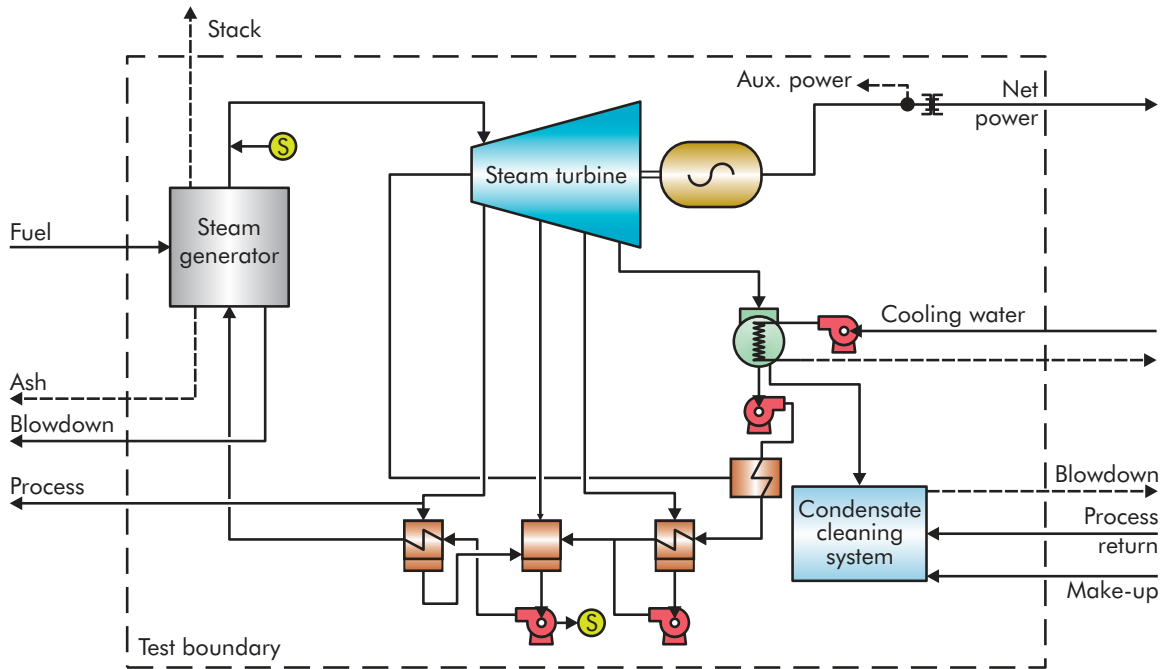 Stack
Aux. power
Net
power
S
Steam turbine
Fuel
Steam
generator
Cooling water
Ash
Blowdown
Process
Blowdown
Condensate
cleaning
system
Process
return
Make-up
S
Test boundary